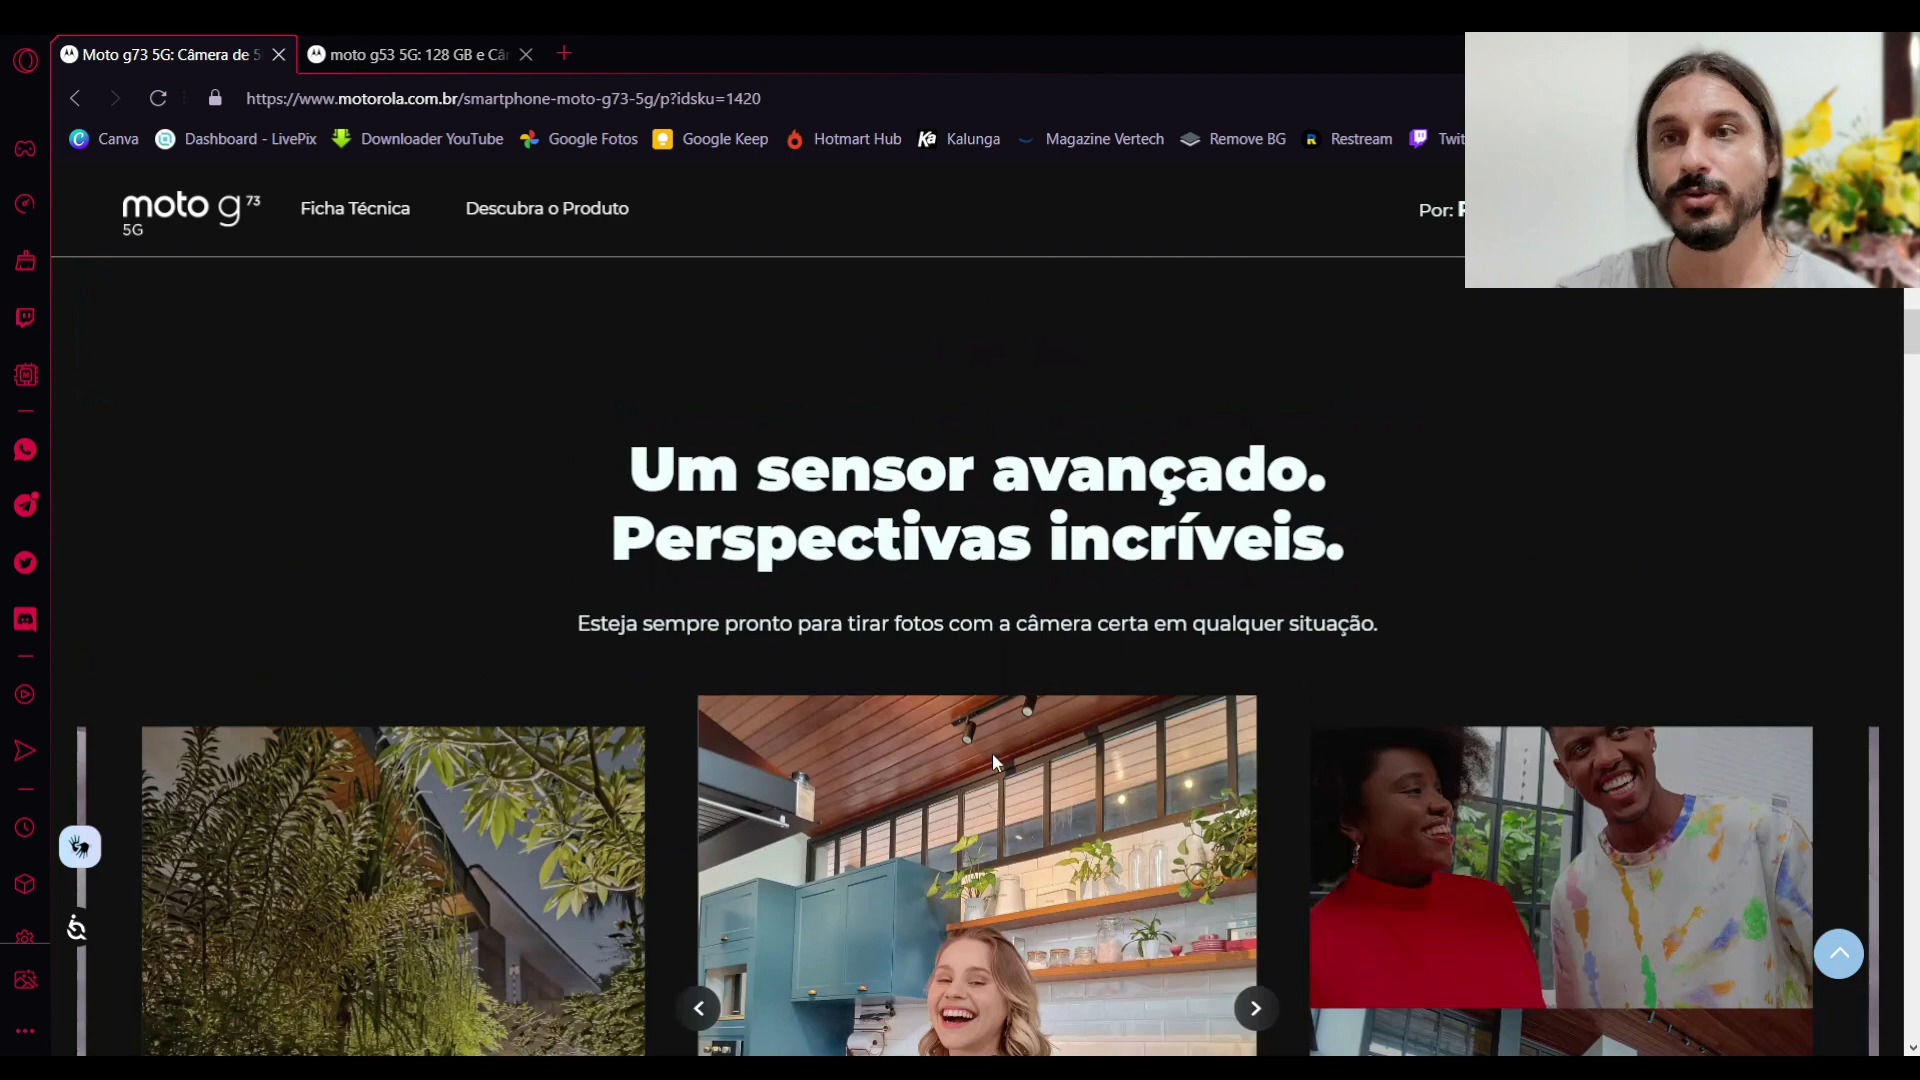 Moto g73 5G: Câmera de 5
moto g53 5G: 128 GB e Câ
https://www.motorola.com.br/smartphone-moto-g73-5g/p?idsku=1420
Canva
Dashboard - LivePix
Downloader YouTube
Google Fotos
Google Keep
Hotmart Hub
Kalunga
Magazine Vertech
Remove BG
Restream
Twit
moto g 73
5G
Ficha Técnica
Descubra o Produto
Por:
Um sensor avançado.
Perspectivas incríveis.
Esteja sempre pronto para tirar fotos com a câmera certa em qualquer situação.